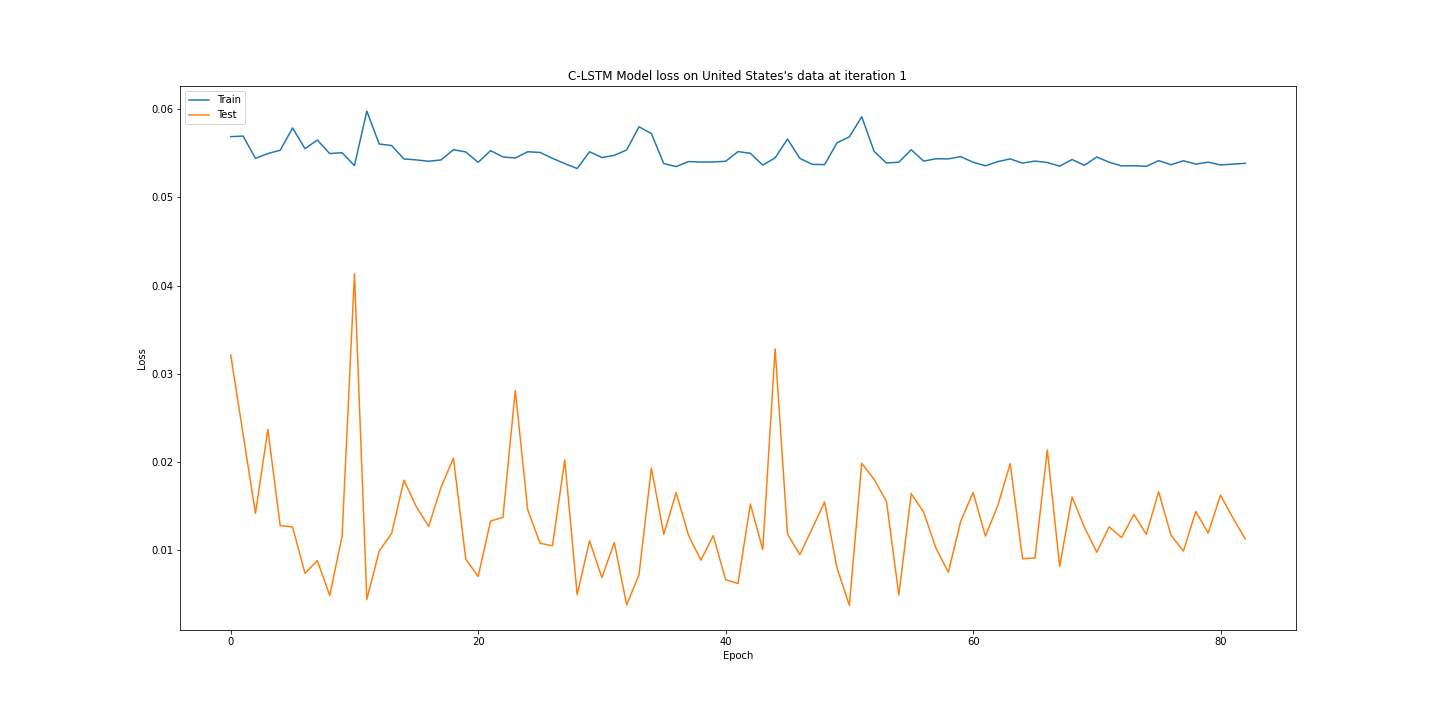 C-LSTM Model loss on United States's data at iteration 1
Train
Test
0.06
0.05
0.04
0.03
0.02
0.01
Loss
0 20 40 60 80
Epoch